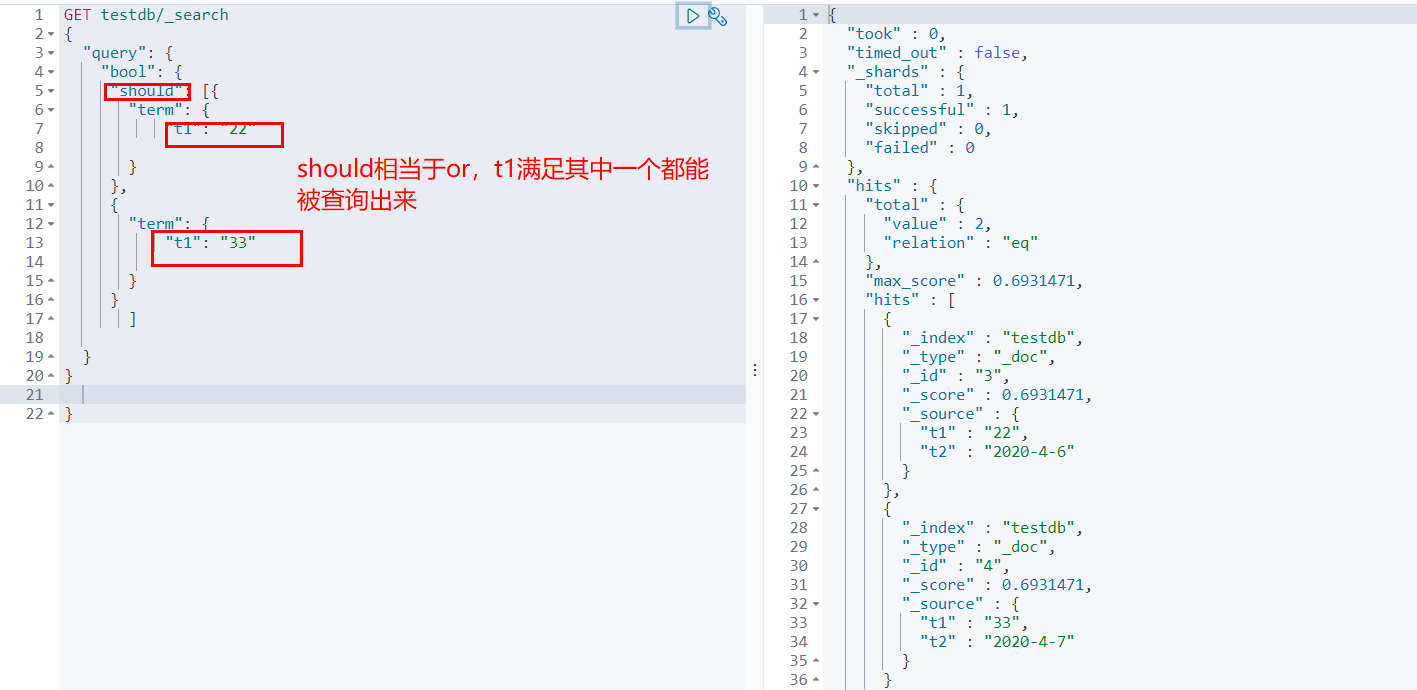 1 GET testdb/_search
2 {
3 "query": {
4 "bool": {
5 "should": [{
6 "term": {
7 "t1": "22"
8
9 }
10 },
11 {
12 "term": {
13 "t1": "33"
14
15 }
16 }
17 ]
18
19 }
20 }
21
22 }
should相当于or，t1满足其中一个都能
被查询出来
1 {
2 "took" : 0,
3 "timed_out" : false,
4 "_shards" : {
5 "total" : 1,
6 "successful" : 1,
7 "skipped" : 0,
8 "failed" : 0
9 },
10 "hits" : {
11 "total" : {
12 "value" : 2,
13 "relation" : "eq"
14 },
15 "max_score" : 0.6931471,
16 "hits" : [
17 {
18 "_index" : "testdb",
19 "_type" : "_doc",
20 "_id" : "3",
21 "_score" : 0.6931471,
22 "_source" : {
23 "t1" : "22",
24 "t2" : "2020-4-6"
25 }
26 },
27 {
28 "_index" : "testdb",
29 "_type" : "_doc",
30 "_id" : "4",
31 "_score" : 0.6931471,
32 "_source" : {
33 "t1" : "33",
34 "t2" : "2020-4-7"
35 }
36 }